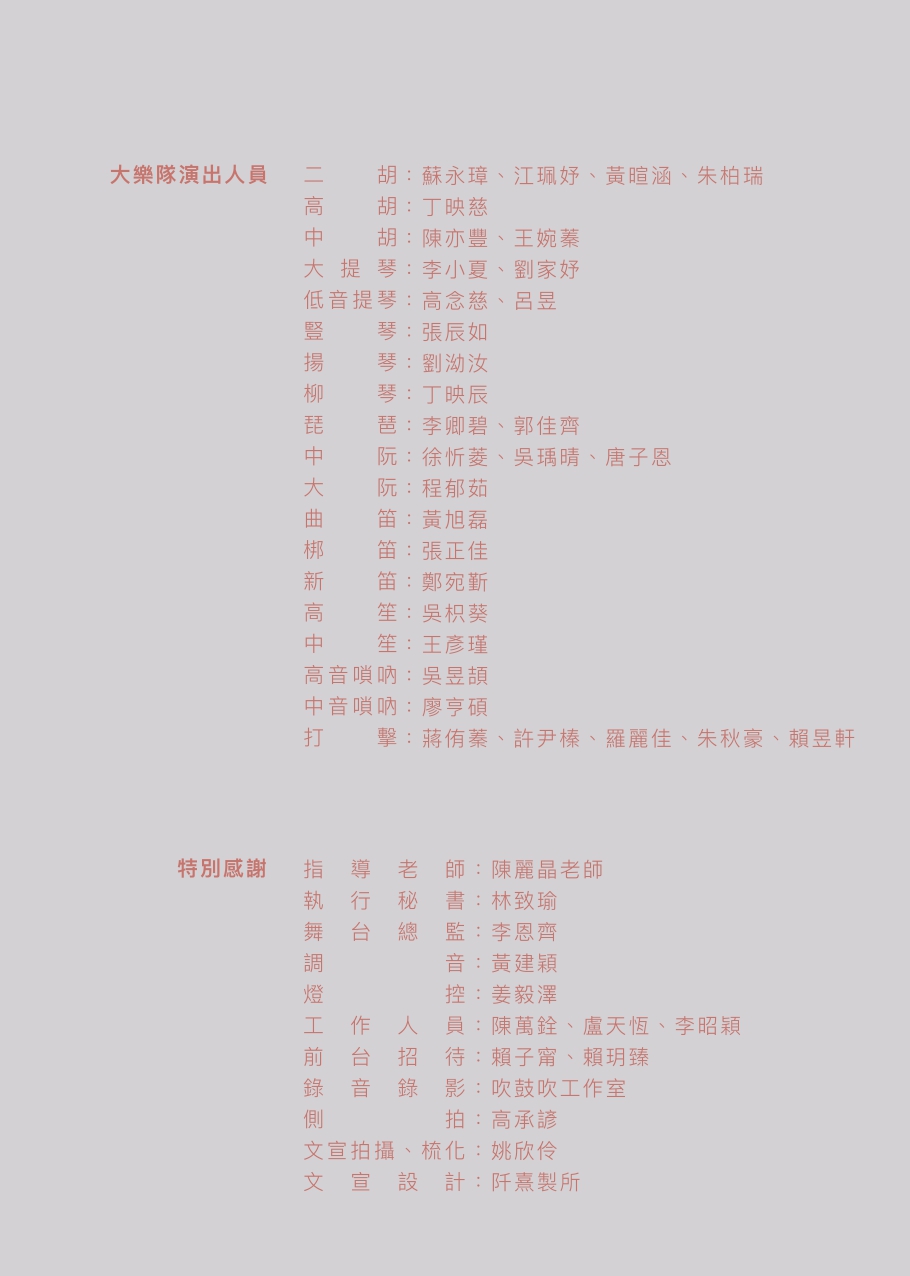 大樂隊演出人員 二胡：蘇永璋、江珮妤、黃暄涵、朱柏瑞
高胡：丁映慈
中胡：陳亦豐、王婉蓁
大提琴：李小夏、劉家妤
低音提琴：高念慈、呂昱
豎琴：張辰如
揚琴：劉泑汝
柳琴：丁映辰
琵琶：李卿碧、郭佳齊
中阮：徐忻菱、吳瑀晴、唐子恩
大阮：程郁茹
曲笛：黃旭磊
梆笛：張正佳
新笛：鄭宛斳
高笙：吳枳葵
中笙：王彥瑾
高音嗩吶：吳昱頡
中音嗩吶：廖亨碩
打擊：蔣侑蓁、許尹榛、羅麗佳、朱秋豪、賴昱軒
特別感謝 指導老師：陳麗晶老師
執行秘書：林致瑜
舞台總監：李恩齊
調音：黃建穎
燈控：姜毅澤
工作人員：陳萬銓、盧天恆、李昭穎
前台招待：賴子甯、賴玥臻
錄音錄影：吹鼓吹工作室
側拍：高承諺
文宣拍攝、梳化：姚欣伶
文宣設計：阡熹製所